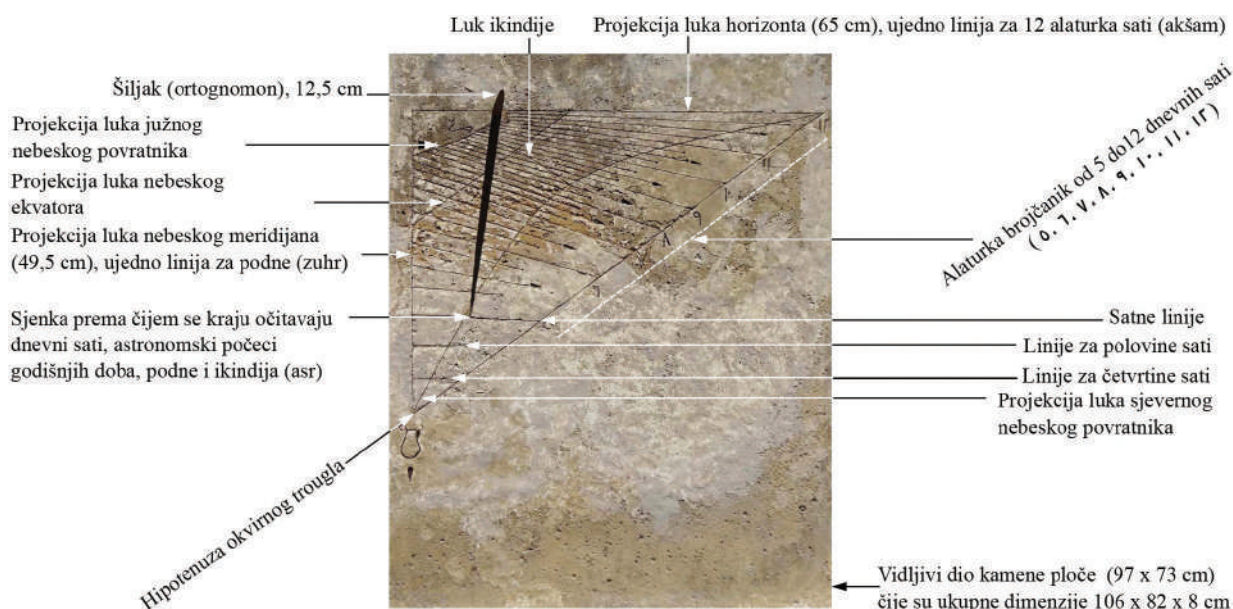 Luk ikindije
Projekcija luka horizonta (65 cm), ujedno linija za 12 alaturka sati (akšam)
Šiljak (ortognomon), 12,5 cm
Projekcija luka južnog
nebeskog povratnika
Projekcija luka nebeskog
ekvatora
Projekcija luka nebeskog meridijana
(49,5 cm), ujedno linija za podne (zuhr)
Sjenka prema čijem se kraju očitavaju
dnevni sati, astronomski počeci
godišnjih doba, podne i ikindija (asr)
Hipotenuza okvirnog trougla
Alaturka brojčanik od 5 do12 dnevnih sati
(٥, ٦, ٧, ٨, ٩, ١٠, ١١, ١٢)
Satne linije
Linije za polovine sati
Linije za četvrtine sati
Projekcija luka sjevernog
nebeskog povratnika
Vidljivi dio kamene ploče (97 x 73 cm)
čije su ukupne dimenzije 106 x 82 x 8 cm